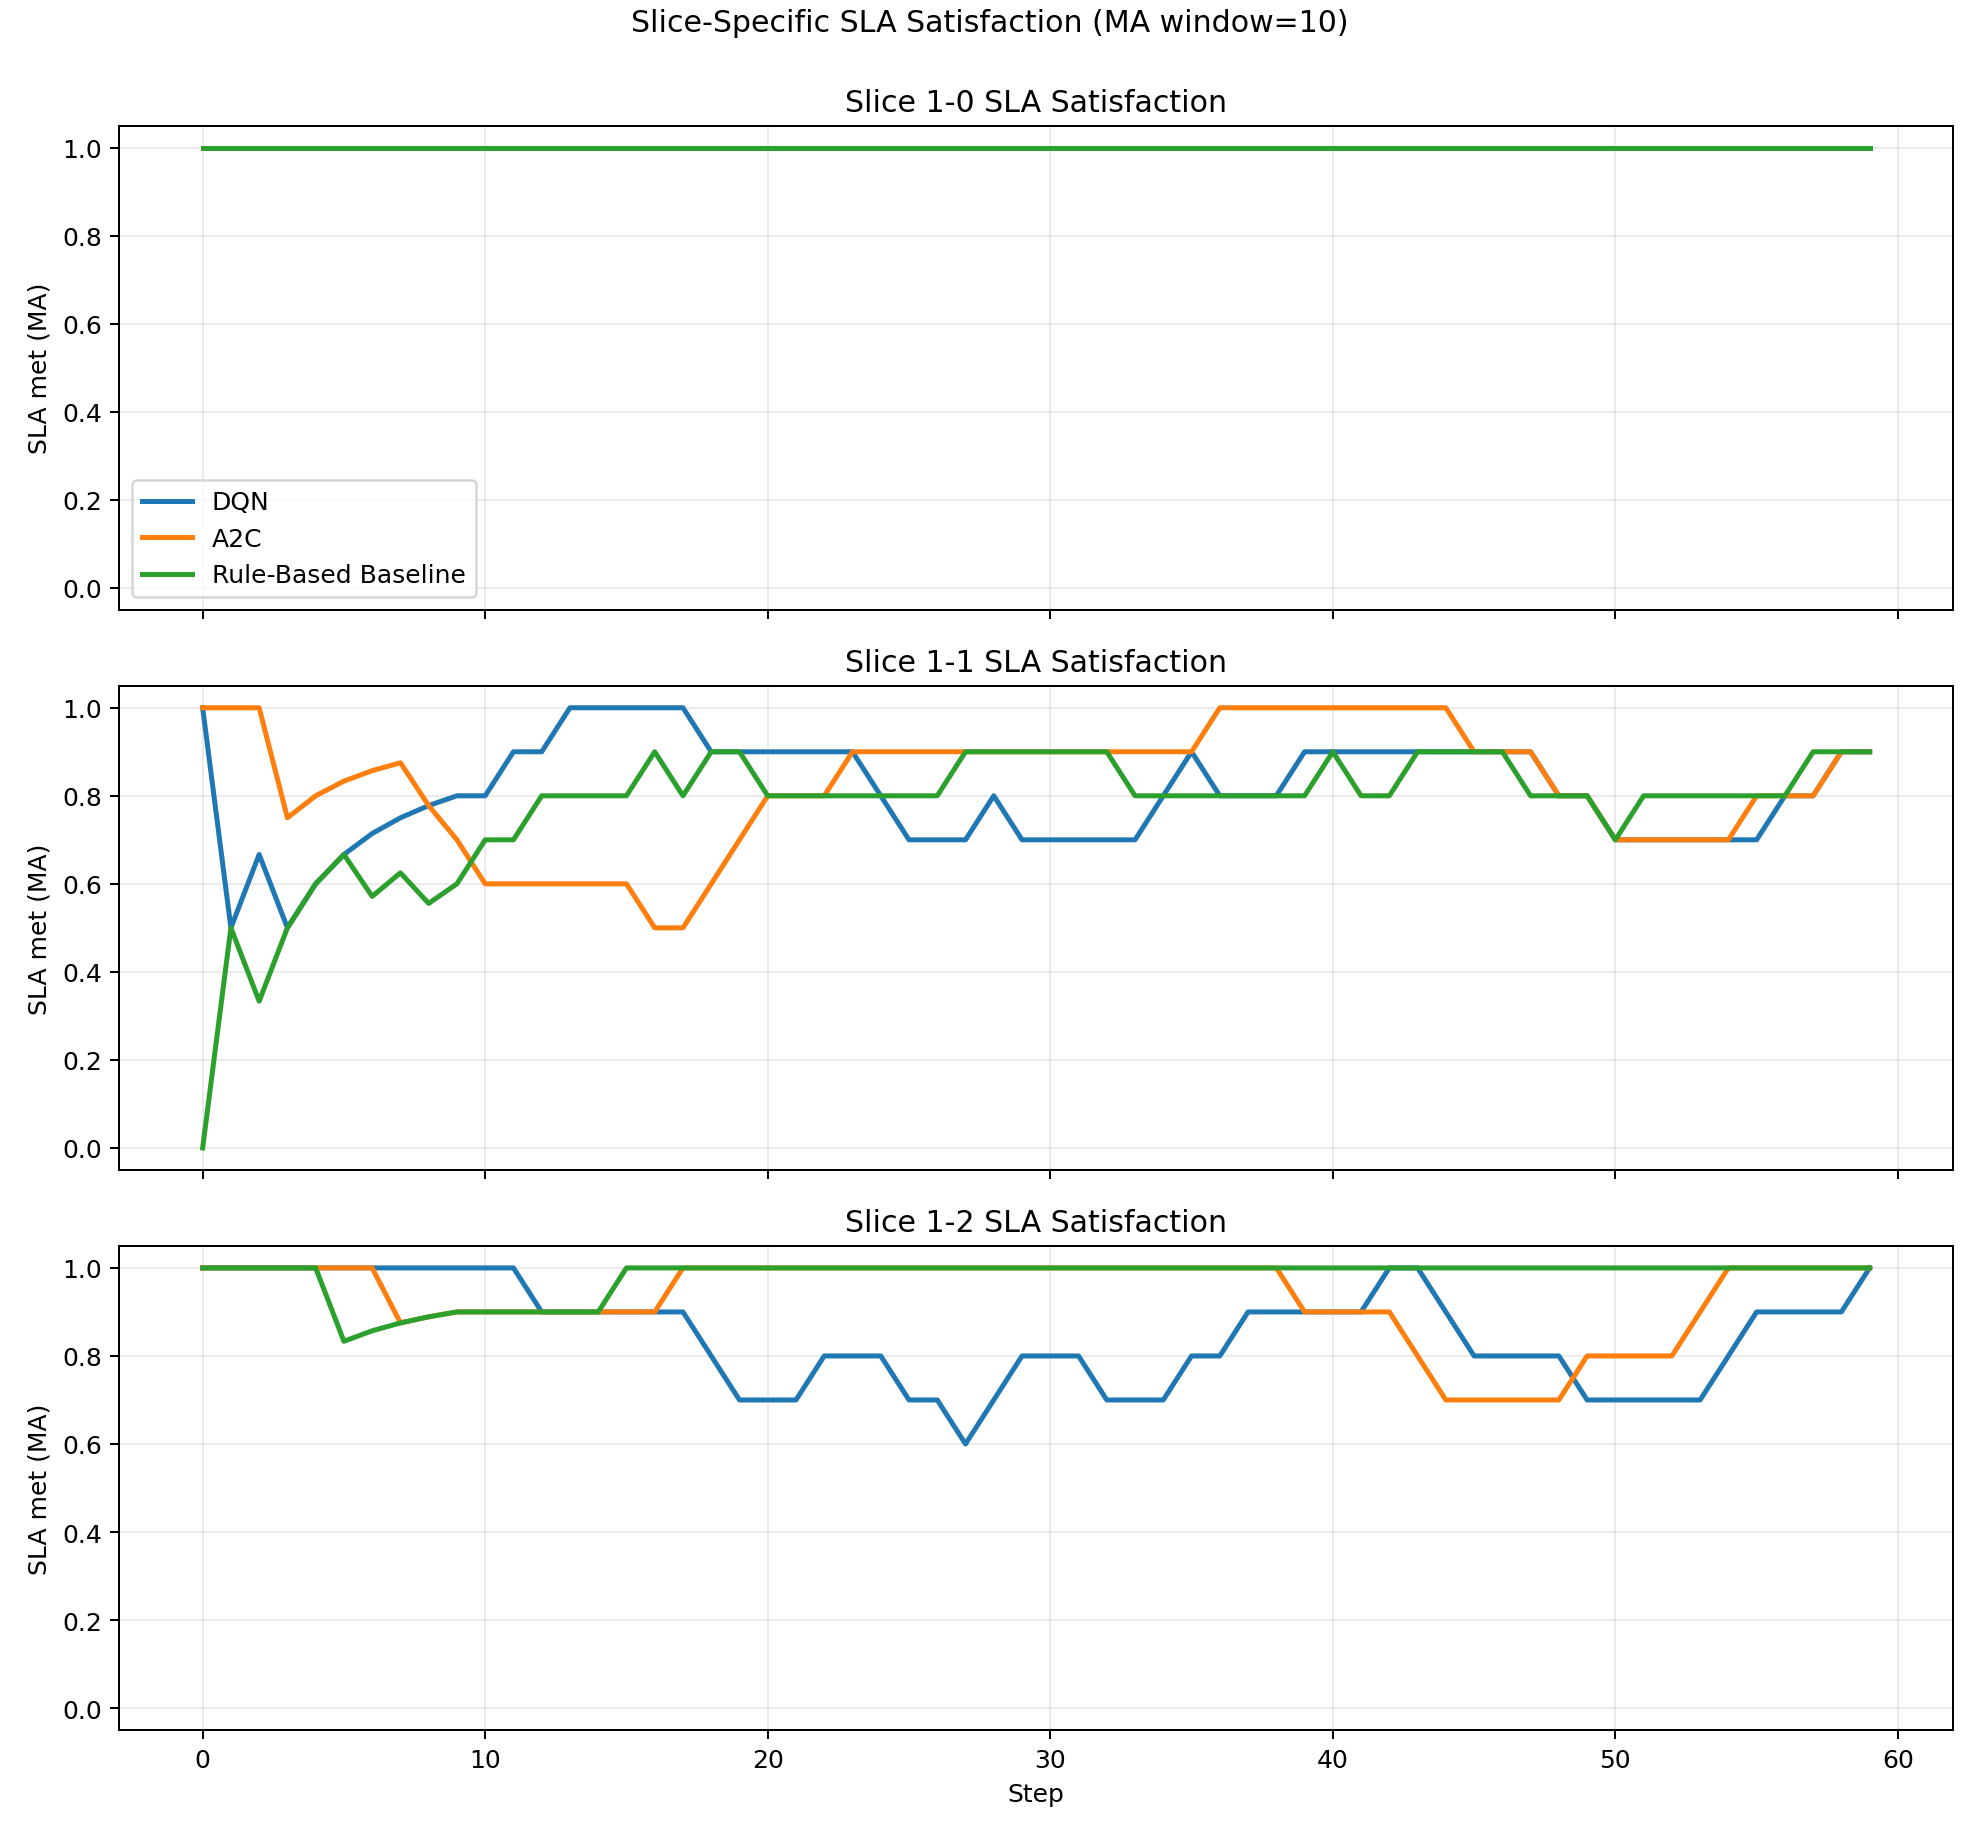 Slice-Specific SLA Satisfaction (MA window=10)
Slice 1-0 SLA Satisfaction
SLA met (MA)
1.0
0.8
0.6
0.4
0.2
0.0
DQN
A2C
Rule-Based Baseline
Slice 1-1 SLA Satisfaction
SLA met (MA)
1.0
0.8
0.6
0.4
0.2
0.0
Slice 1-2 SLA Satisfaction
SLA met (MA)
1.0
0.8
0.6
0.4
0.2
0.0
0 10 20 30 40 50 60
Step